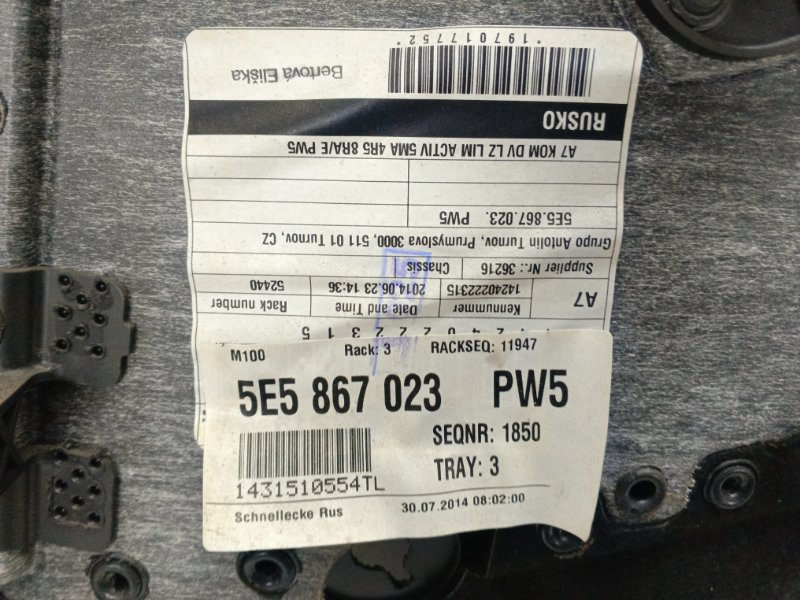 *1970177752*
Bertová Eliška
RUSKO
A7 KOM DV LZ LIM ACTIV 5MA 4R5 8RA/E PW5
5E5.867.023. PW5
Grupo Antolin Turnov, Prumyslova 3000, 511 01 Turnov, CZ
Supplier Nr.: 36216 Chassis
A7 14240222315 2014.06.23 14:36 52440
Kennummer Date and Time Rack number
M100 Rack: 3 RACKSEQ: 11947
5E5 867 023 PW5
SEQNR: 1850
TRAY: 3
1431510554TL
Schnellecke Rus 30.07.2014 08:02:00